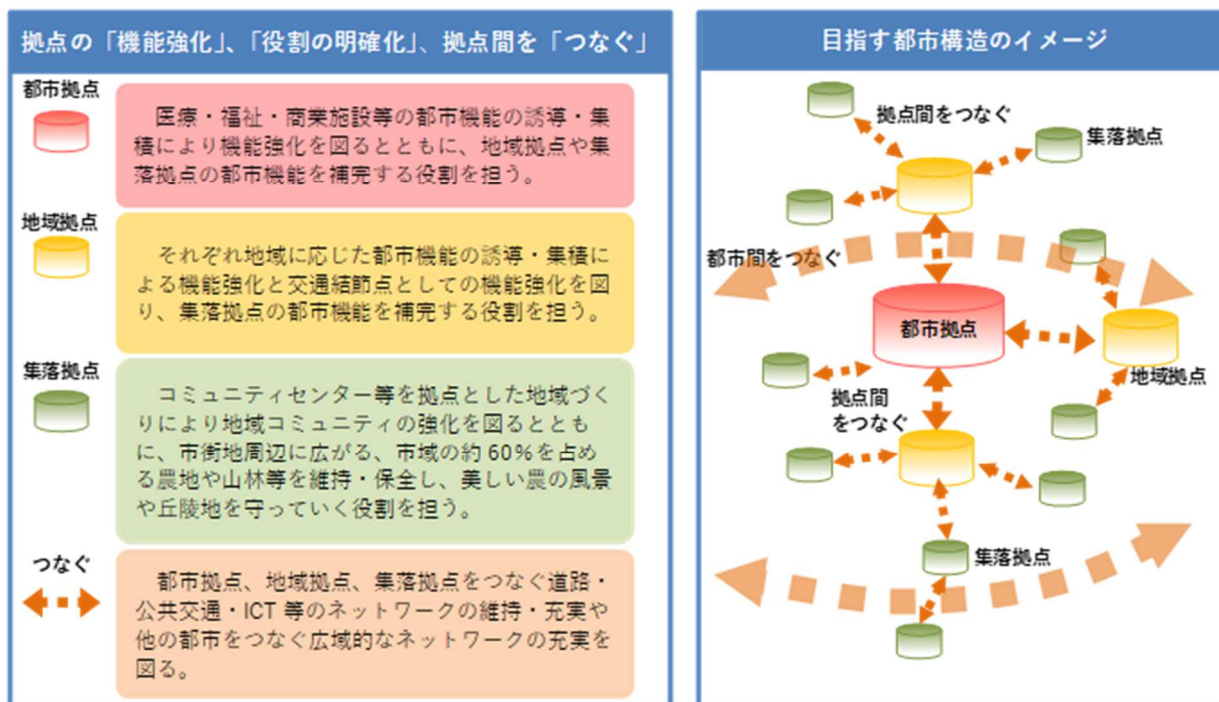 拠点の「機能強化」、「役割の明確化」、拠点間を「つなぐ」
都市拠点
医療・福祉・商業施設等の都市機能の誘導・集
積により機能強化を図るとともに、地域拠点や集
落拠点の都市機能を補完する役割を担う。
地域拠点
それぞれ地域に応じた都市機能の誘導・集積に
よる機能強化と交通結節点としての機能強化を図
り、集落拠点の都市機能を補完する役割を担う。
集落拠点
コミュニティセンター等を拠点とした地域づく
りにより地域コミュニティの強化を図るととも
に、市街地周辺に広がる、市域の約60%を占め
る農地や山林等を維持・保全し、美しい農の風景
や丘陵地を守っていく役割を担う。
つなぐ
都市拠点、地域拠点、集落拠点をつなぐ道路・
公共交通・ICT 等のネットワークの維持・充実や
他の都市をつなぐ広域的なネットワークの充実を
図る。
目指す都市構造のイメージ
拠点間をつなぐ
集落拠点
都市間をつなぐ
都市拠点
地域拠点
拠点間
をつなぐ
集落拠点